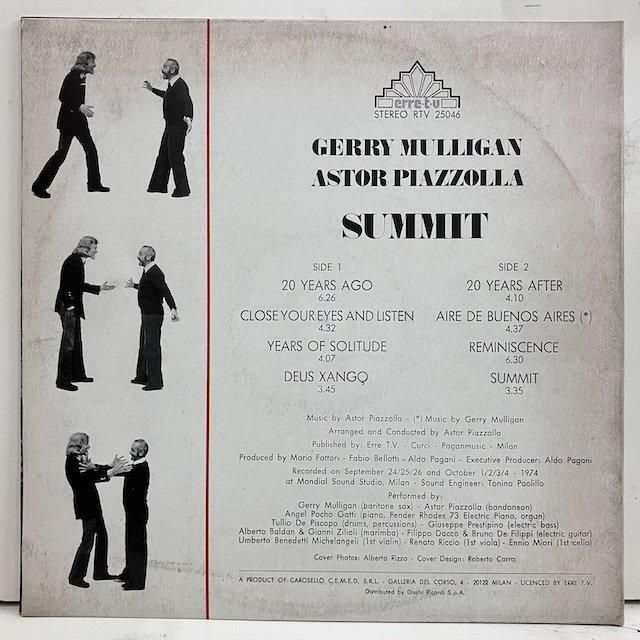 erre-t-v
STEREO RTV 25046
GERRY MULLIGAN
ASTOR PIAZZOLLA
SUMMIT
SIDE 1
20 YEARS AGO
6.26
CLOSE YOUR EYES AND LISTEN
4.32
YEARS OF SOLITUDE
4.07
DEUS XANGO
3.45
SIDE 2
20 YEARS AFTER
4.10
AIRE DE BUENOS AIRES (*)
4.37
REMINISCENCE
6.30
SUMMIT
3.35
Music by Astor Piazzolla - (*) Music by Gerry Mulligan
Arranged and Conducted by Astor Piazzolla
Published by: Erre T.V. - Curci - Paganmusic - Milan
Produced by Mario Fattori - Fabio Bellotti - Aldo Pagani - Executive Producer: Aldo Pagani
Recorded on September 24/25/26 and October 1/2/3/4 - 1974
at Mondial Sound Studio, Milan - Sound Engineer: Tonino Paolillo
Performed by:
Gerry Mulligan (baritone sax) - Astor Piazzolla (bandoneon)
Angel Pocho Gatti (piano, Fender Rhodes 73 Electric Piano, organ)
Tullio De Piscopo (drums, percussions) - Giuseppe Prestipino (electric bass)
Alberto Baldan & Gianni Zilioli (marimba) - Filippo Daccò & Bruno De Filippi (electric guitar)
Umberto Benedetti Michelangeli (1st violin) - Renato Riccio (1st viola) - Ennio Miori (1st cello)
Cover Photos: Alberto Rizzo - Cover Design: Roberto Carra
A PRODUCT OF CAROSELLO C.E.M.E.D. S.R.L. - GALLERIA DEL CORSO, 4 - 20122 MILAN - LICENCED BY ERRE T.V.
Distributed by Dischi Ricordi S.p.A.